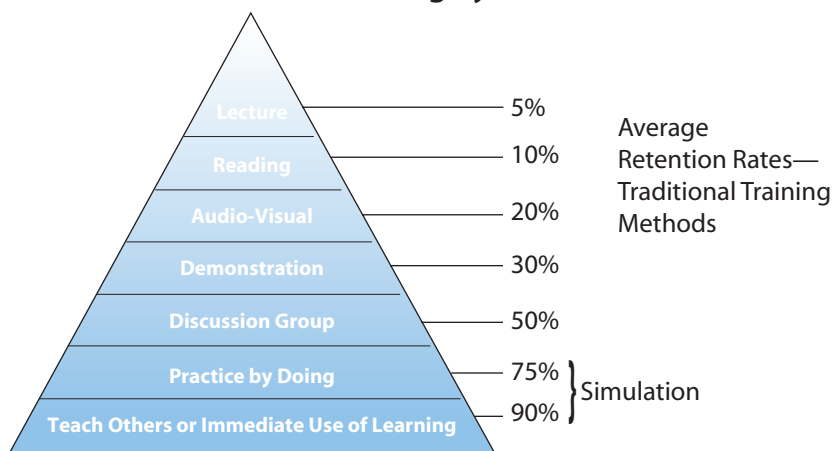 Lecture
5%
Reading
10%
Audio-Visual
20%
Demonstration
30%
Discussion Group
50%
Practice by Doing
75%
Teach Others or Immediate Use of Learning
90%
Average
Retention Rates—
Traditional Training
Methods
Simulation